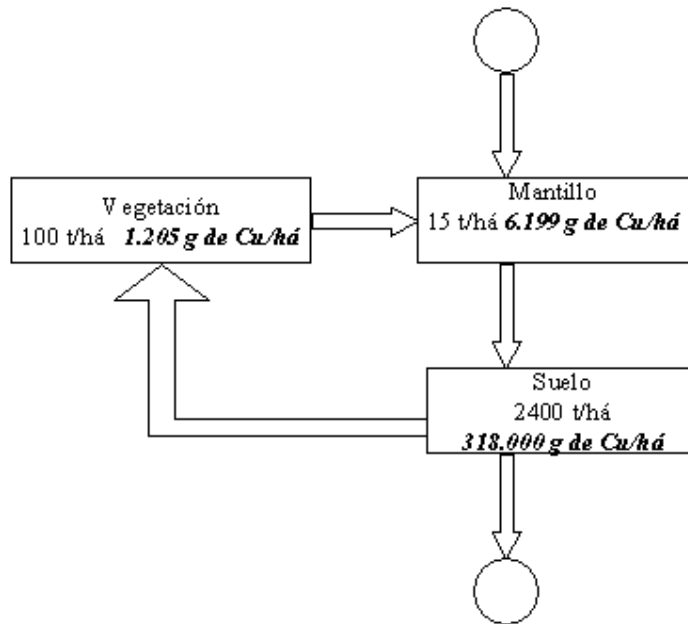 Vegetación
100 t/há 1.205 g de Cu/há
Mantillo
15 t/há 6.199 g de Cu/há
Suelo
2400 t/há
318.000 g de Cu/há